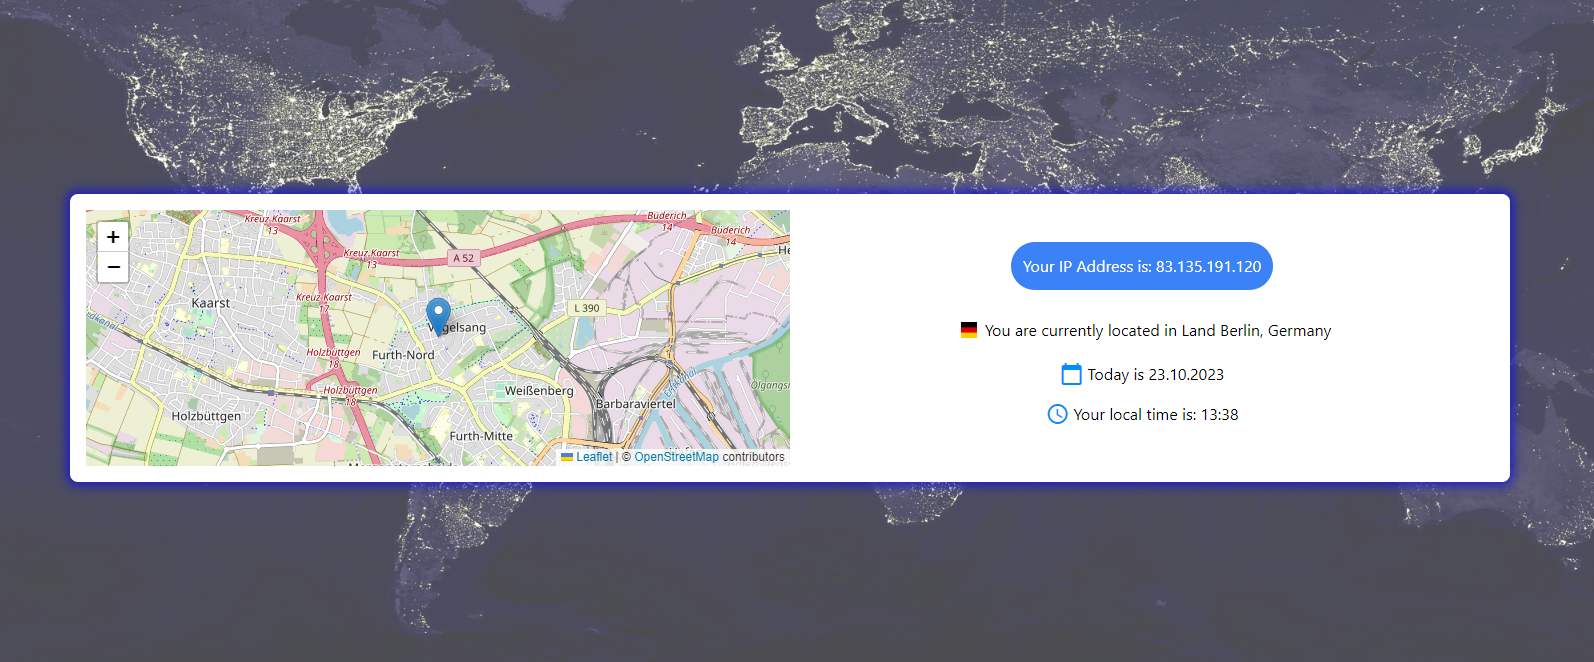 Kreuz Kaarst
13
Büderich
14
Büderich
14
+
−
Kreuz Kaarst
13
A 52
Kaarst
Kreuz Kaarst
17
L 390
Vogelsang
Furth-Nord
Holzbüttgen
18
Weißenberg
Holzbüttgen
18
Barbaraviertel
Holzbüttgen
Furth-Mitte
Leaflet | © OpenStreetMap contributors
Your IP Address is: 83.135.191.120
You are currently located in Land Berlin, Germany
Today is 23.10.2023
Your local time is: 13:38